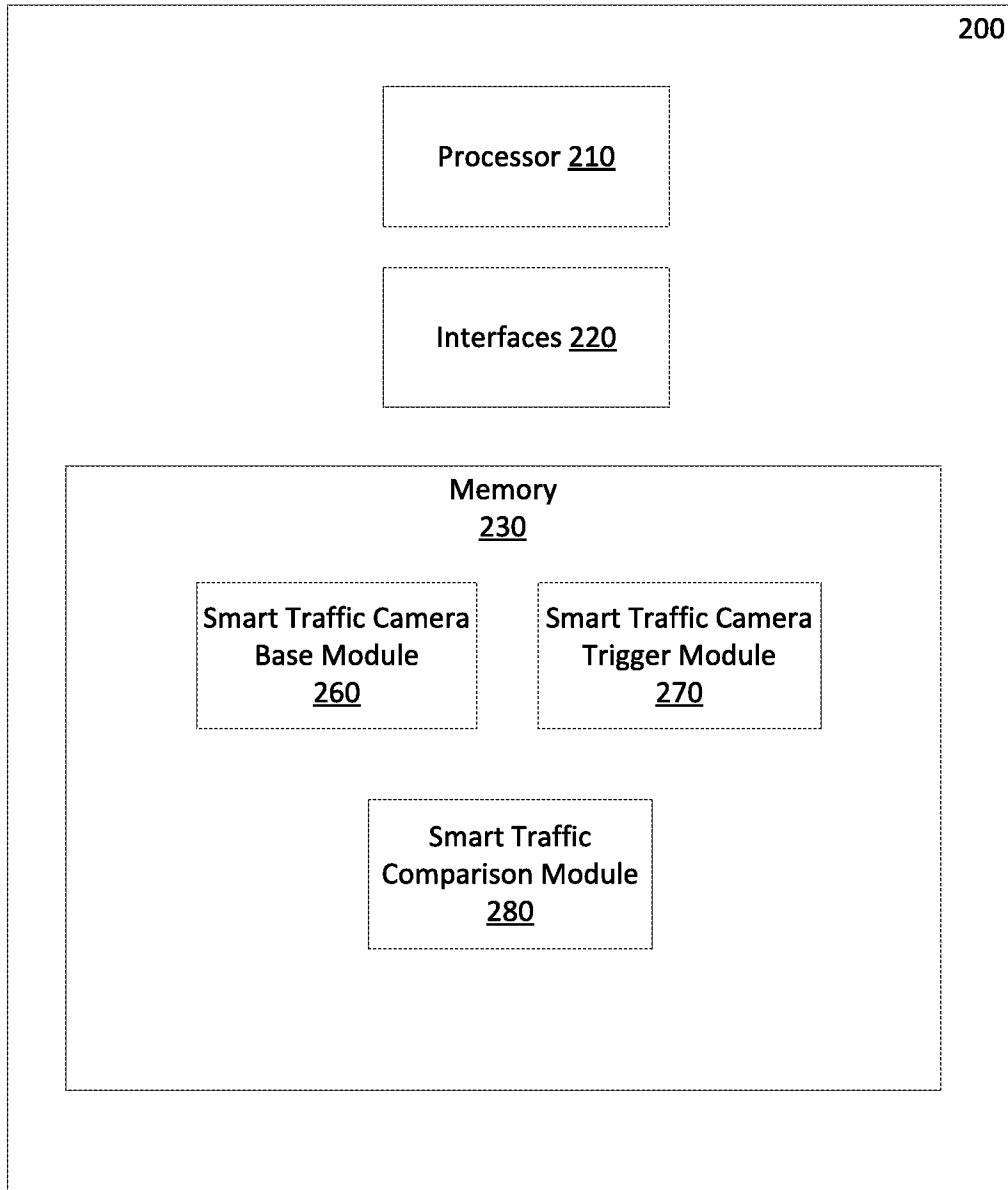 200
Processor 210
Interfaces 220
Memory
230
Smart Traffic Camera
Base Module
260
Smart Traffic Camera
Trigger Module
270
Smart Traffic
Comparison Module
280